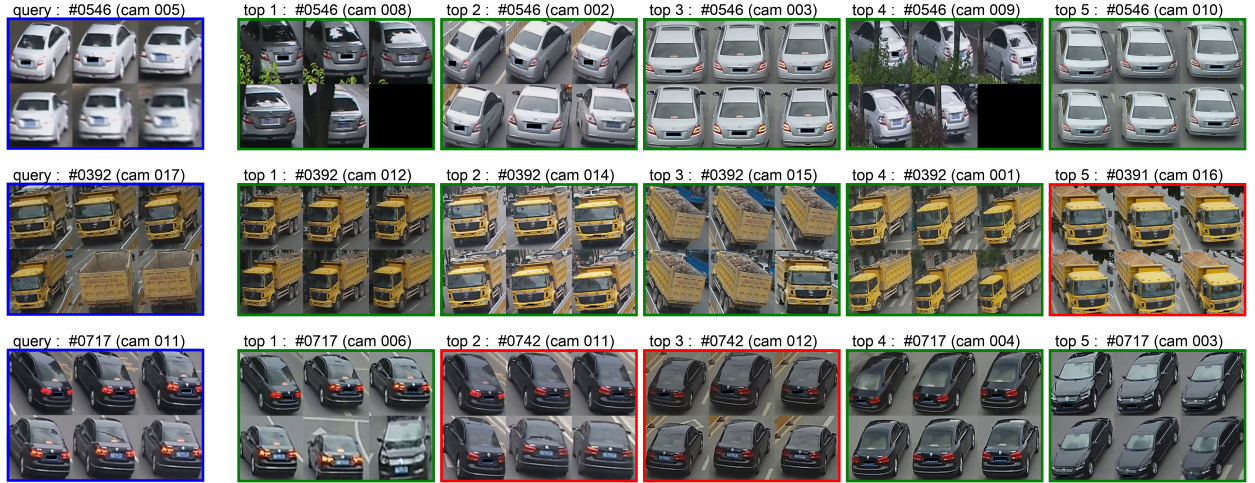 query : #0546 (cam 005) top 1 : #0546 (cam 008) top 2 : #0546 (cam 002) top 3 : #0546 (cam 003) top 4 : #0546 (cam 009) top 5 : #0546 (cam 010)
query : #0392 (cam 017) top 1 : #0392 (cam 012) top 2 : #0392 (cam 014) top 3 : #0392 (cam 015) top 4 : #0392 (cam 001) top 5 : #0391 (cam 016)
query : #0717 (cam 011) top 1 : #0717 (cam 006) top 2 : #0742 (cam 011) top 3 : #0742 (cam 012) top 4 : #0717 (cam 004) top 5 : #0717 (cam 003)